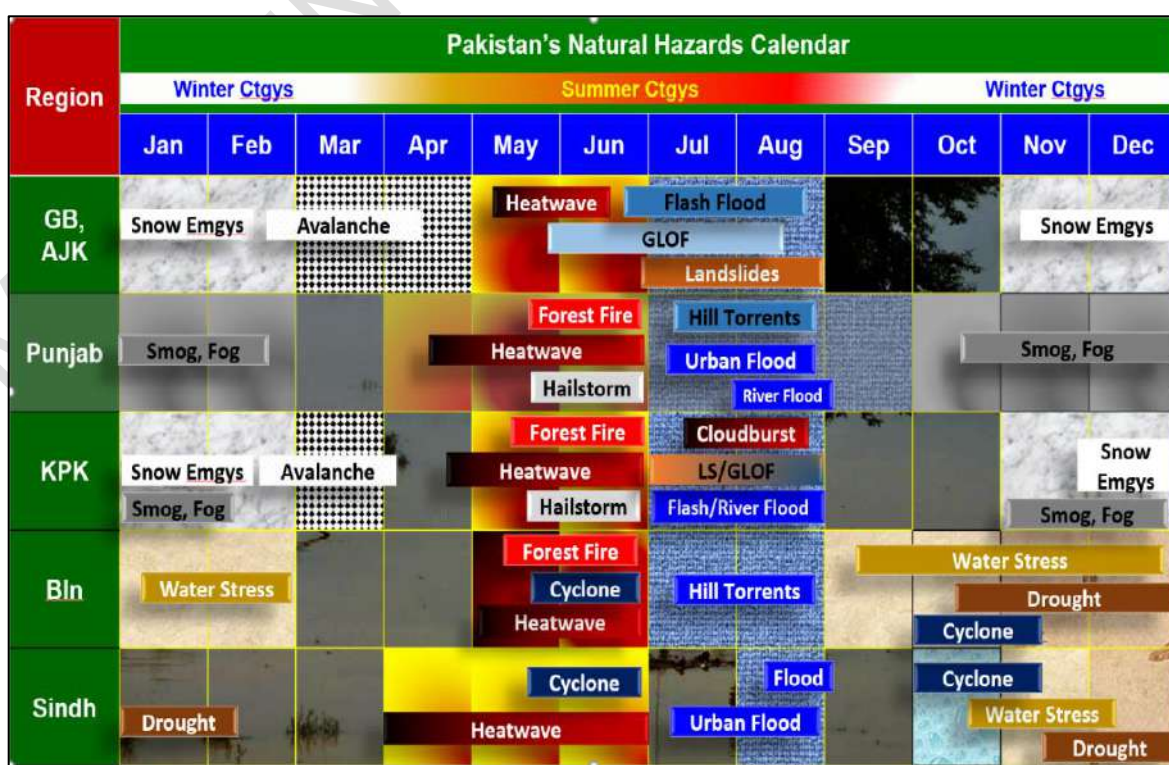 Pakistan's Natural Hazards Calendar
Region
Winter Ctgys Summer Ctgys Winter Ctgys
Jan Feb Mar Apr May Jun Jul Aug Sep Oct Nov Dec
GB,
AJK
Heatwave Flash Flood
Snow Emgys Avalanche GLOF Snow Emgys
Landslides
Punjab
Forest Fire Hill Torrents
Smog, Fog Heatwave Urban Flood Smog, Fog
Hailstorm River Flood
KPK
Forest Fire Cloudburst Snow
Emgys
Snow Emgys Avalanche Heatwave LS/GLOF
Smog, Fog Hailstorm Flash/River Flood Smog, Fog
Bln
Forest Fire Water Stress
Water Stress Cyclone Hill Torrents Drought
Heatwave Cyclone
Sindh
Cyclone Flood Cyclone
Drought Heatwave Urban Flood Water Stress
Drought